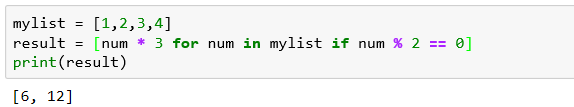 mylist = [1,2,3,4]
result = [num * 3 for num in mylist if num % 2 == 0]
print(result)
[6, 12]